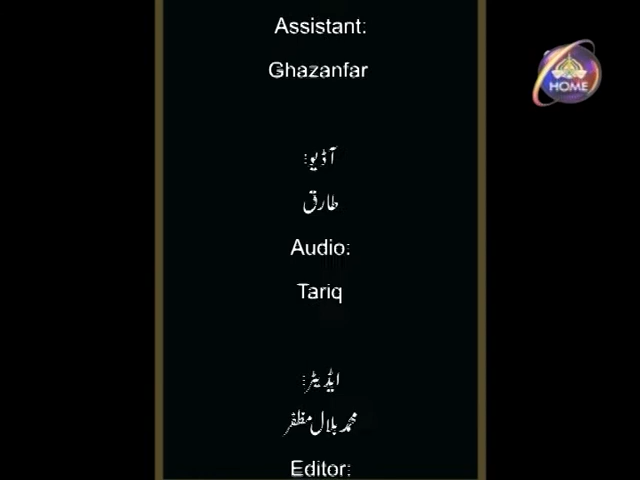 Assistant:
Ghazanfar
HOME
آڈیو:
طارق
Audio:
Tariq
ایڈیٹر:
محمد بلال مظفر
Editor: